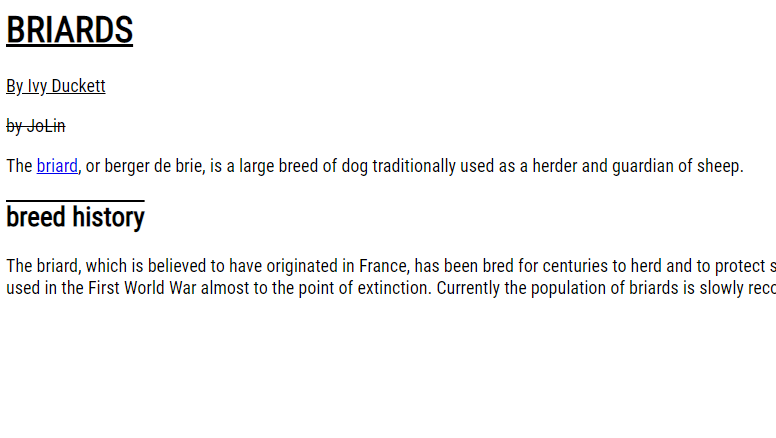 BRIARDS
By Ivy Duckett
by JoLin
The briard, or berger de brie, is a large breed of dog traditionally used as a herder and guardian of sheep.
breed history
The briard, which is believed to have originated in France, has been bred for centuries to herd and to protect
used in the First World War almost to the point of extinction. Currently the population of briards is slowly